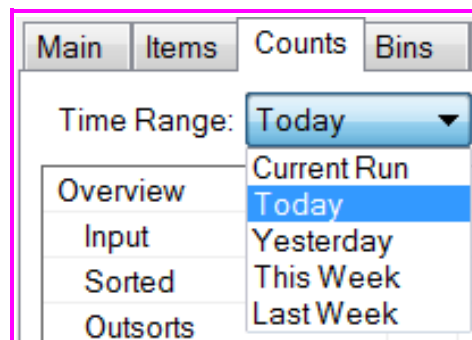 Main Items Counts Bins
Time Range: Today
Current Run
Overview Today
Input Yesterday
Sorted This Week
Outsorts Last Week